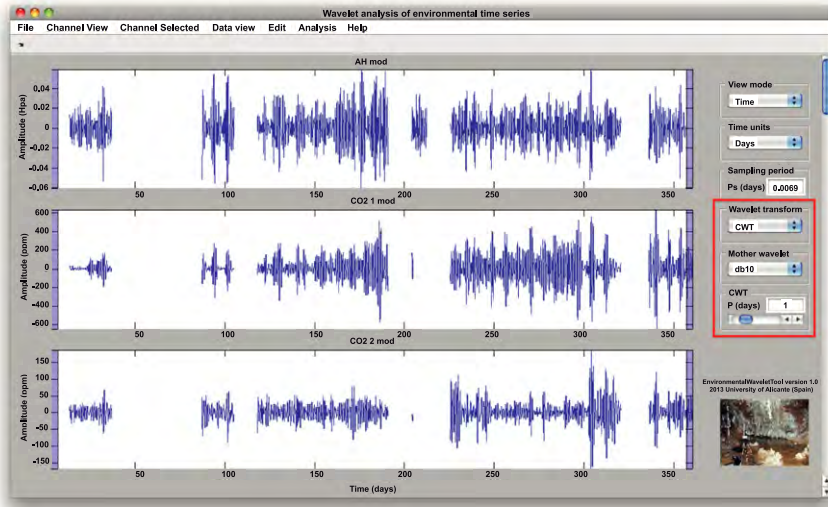 Wavelet analysis of environmental time series
File Channel View Channel Selected Data view Edit Analysis Help
AH mod
Amplitude (Hpa)
0,04
0.02
0
-0.02
-0.04
-0.06
50 100 150 200 250 300 350
CO2 1 mod
Amplitude (ppm)
600
400
200
0
-200
-400
-600
50 100 150 200 250 300 350
CO2 2 mod
Amolitude (opm)
150
100
50
0
-50
-100
-150
50 100 150 200 250 300 350
Time (days)
View mode
Time
Time units
Days
Sampling period
Ps (days) 0.0069
Wavelet transform
CWT
Mother wavelet
db10
CWT
P (days) 1
EnvironmentalWaveletTool version 1.0
2013 University of Alicante (Spain)